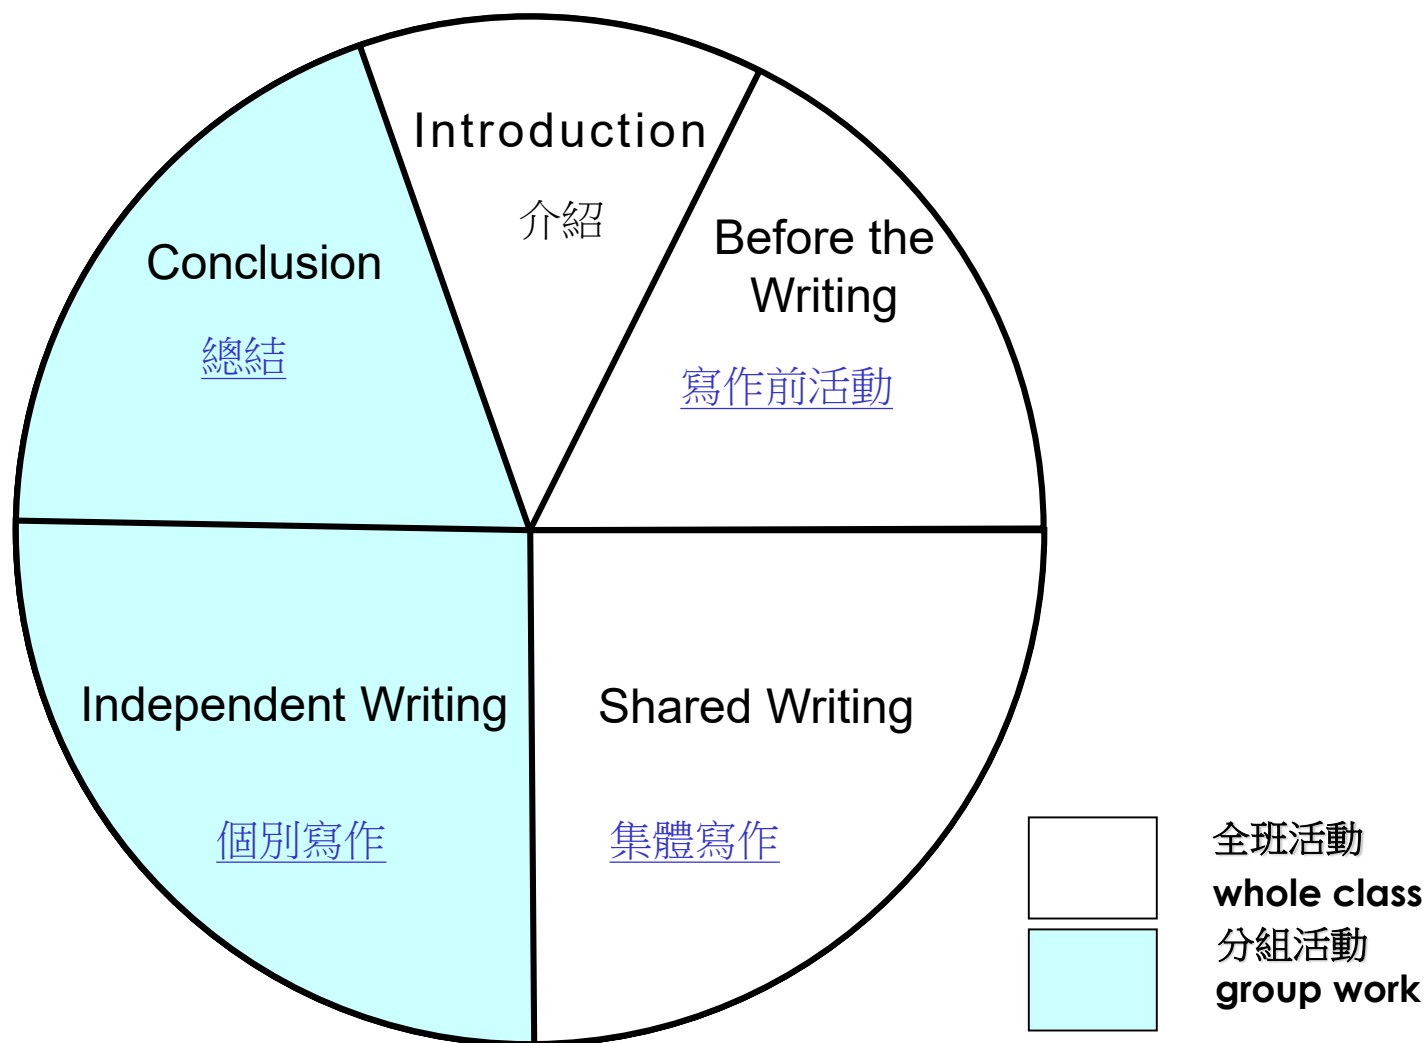 Introduction
介紹
Before the
Writing
寫作前活動
Conclusion
總結
Independent Writing
個別寫作
Shared Writing
集體寫作
全班活動
whole class
分組活動
group work